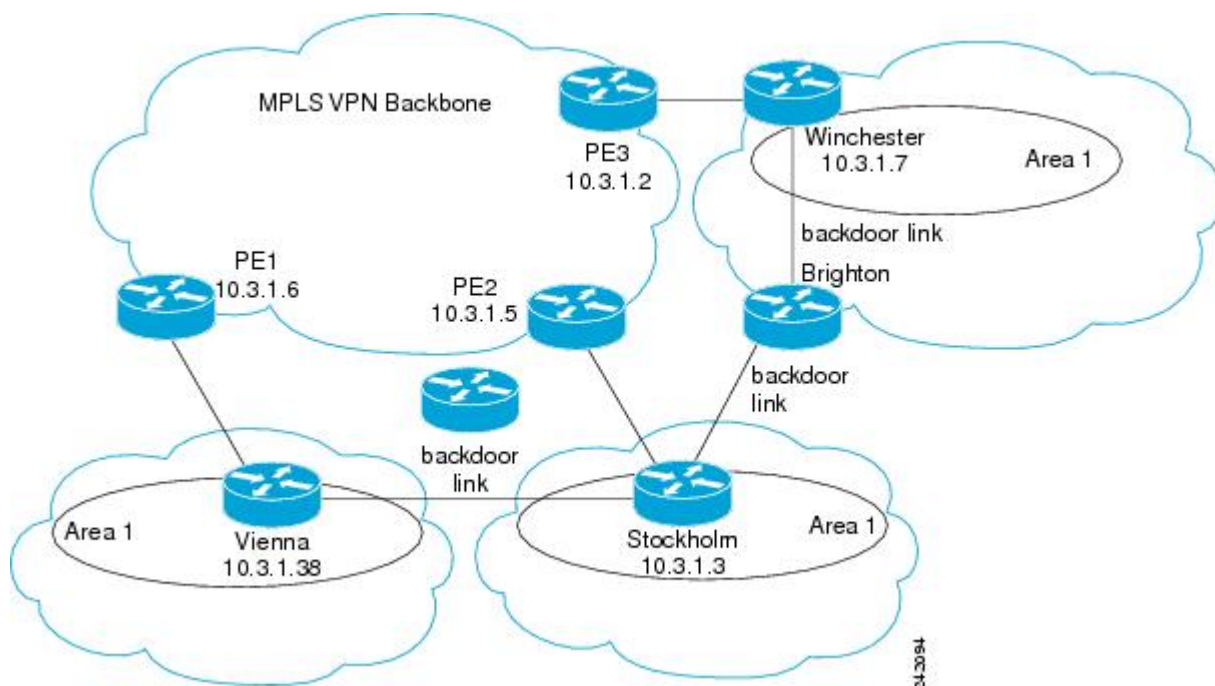 MPLS VPN Backbone
PE3
10.3.1.2
Winchester
10.3.1.7
Area 1
backdoor link
Brighton
PE1
10.3.1.6
PE2
10.3.1.5
backdoor
link
backdoor
link
Area 1
Vienna
10.3.1.38
Stockholm
10.3.1.3
Area 1